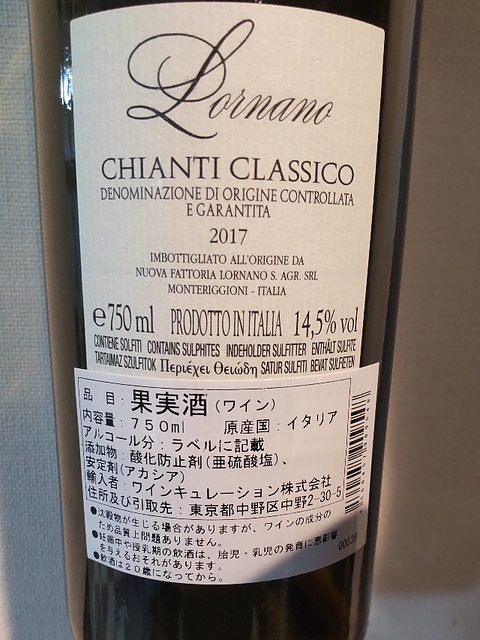 Lornano
CHIANTI CLASSICO
DENOMINAZIONE DI ORIGINE CONTROLLATA
E GARANTITA
2017
IMBOTTIGLIATO ALL'ORIGINE DA
NUOVA FATTORIA LORNANO S. AGR. SRL
MONTERIGGIONI - ITALIA
℮750 ml PRODOTTO IN ITALIA 14,5% vol
CONTIENE SOLFITI CONTAINS SULPHITES INDEHOLDER SULFITTER ENTHÄLT SULFITE
TARTALMAZ SZULFITOK Περιέχει Θειώδη SATUR SULFITI BEVAT SULFIETEN
品 目：果実酒（ワイン）
内容量：７５０ml 原産国：イタリア
アルコール分：ラベルに記載
添加物：酸化防止剤（亜硫酸塩）、
安定剤（アカシア）
輸入者：ワインキュレーション株式会社
住所及び引取先：東京都中野区中野2-30-5
●沈殿物が生じる場合がありますが、ワインの成分の
ため品質上問題ありません。
●妊娠中や授乳期の飲酒は、胎児・乳児の発育に悪影響
を与えるおそれがあります。
●飲酒は２０歳になってから。